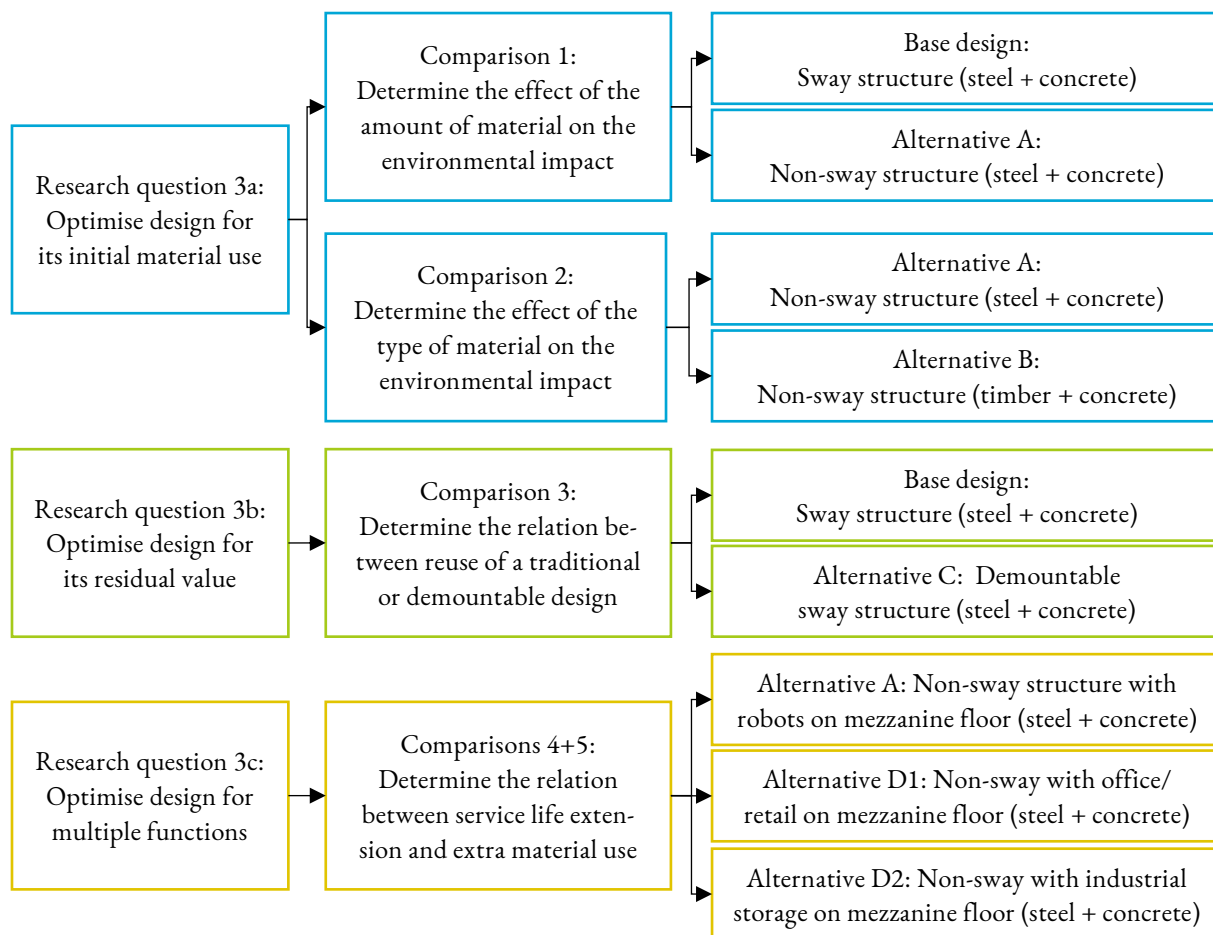 Research question 3a:
Optimise design for
its initial material use
Comparison 1:
Determine the effect of the
amount of material on the
environmental impact
Base design:
Sway structure (steel + concrete)
Alternative A:
Non-sway structure (steel + concrete)
Comparison 2:
Determine the effect of the
type of material on the
environmental impact
Alternative A:
Non-sway structure (steel + concrete)
Alternative B:
Non-sway structure (timber + concrete)
Research question 3b:
Optimise design for
its residual value
Comparison 3:
Determine the relation be-
tween reuse of a traditional
or demountable design
Base design:
Sway structure (steel + concrete)
Alternative C:  Demountable
sway structure (steel + concrete)
Research question 3c:
Optimise design for
multiple functions
Comparisons 4+5:
Determine the relation
between service life exten-
sion and extra material use
Alternative A: Non-sway structure with
robots on mezzanine floor (steel + concrete)
Alternative D1: Non-sway with office/
retail on mezzanine floor (steel + concrete)
Alternative D2: Non-sway with industrial
storage on mezzanine floor (steel + concrete)